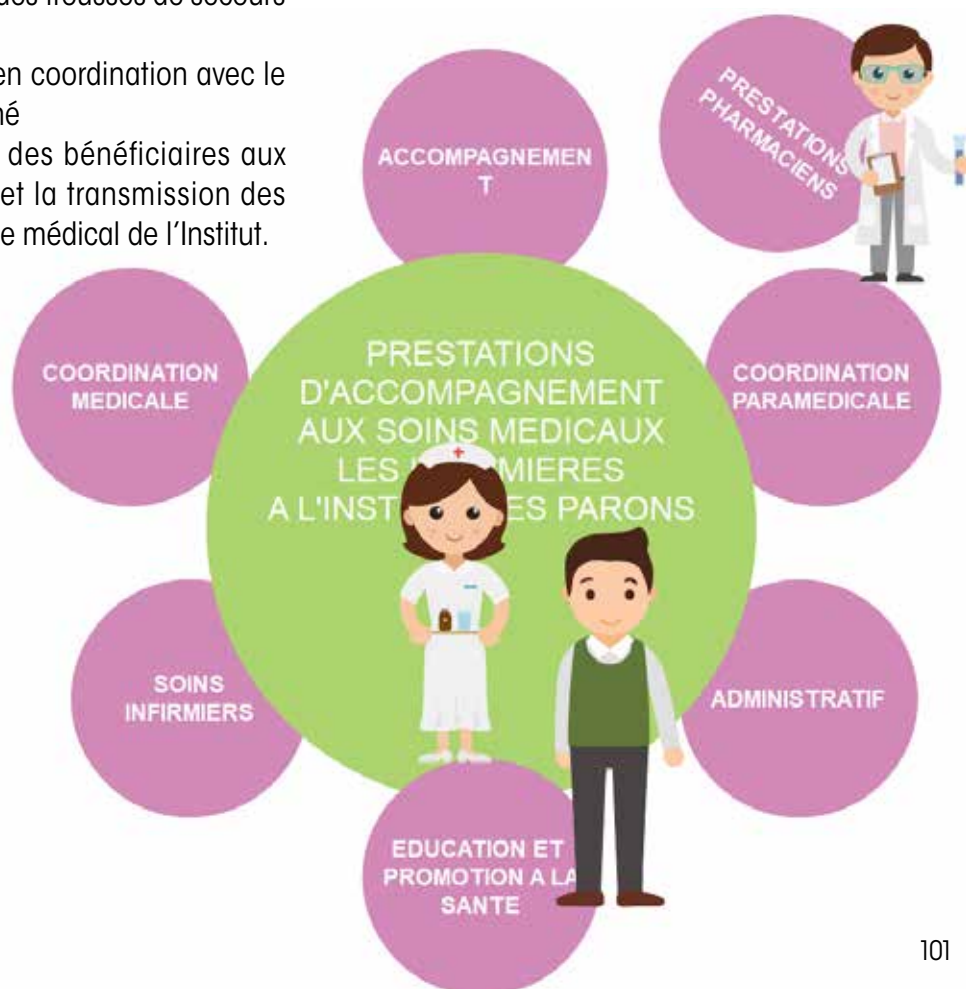 des trousses de secours
en coordination avec le
né
des bénéficiaires aux
et la transmission des
e médical de l'Institut.
PRESTATIONS
PHARMACIENS
ACCOMPAGNEMEN
T
COORDINATION
MEDICALE
COORDINATION
PARAMEDICALE
PRESTATIONS
D'ACCOMPAGNEMENT
AUX SOINS MEDICAUX
LES MIERES
A L'INST ES PARONS
SOINS
INFIRMIERS
ADMINISTRATIF
EDUCATION ET
PROMOTION A LA
SANTE
101